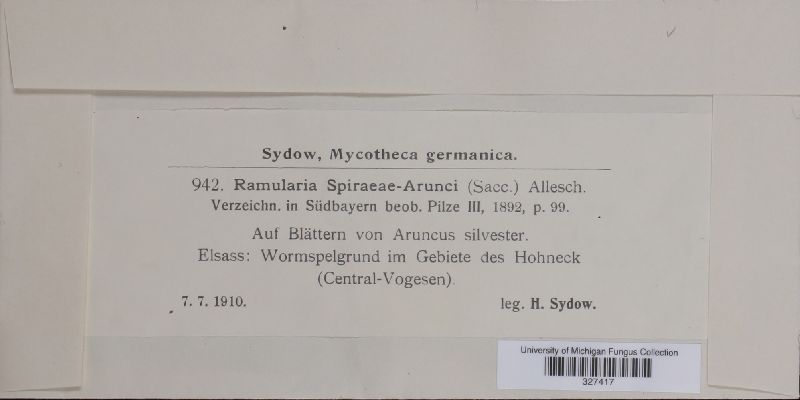 Sydow, Mycotheca germanica.
942. Ramularia Spiraeae-Arunci (Sacc.) Allesch.
Verzeichn. in Südbayern beob. Pilze III, 1892, p. 99.
Auf Blättern von Aruncus silvester.
Elsass: Wormspelgrund im Gebiete des Hohneck
(Central-Vogesen).
7. 7. 1910. leg. H. Sydow.
University of Michigan Fungus Collection
327417